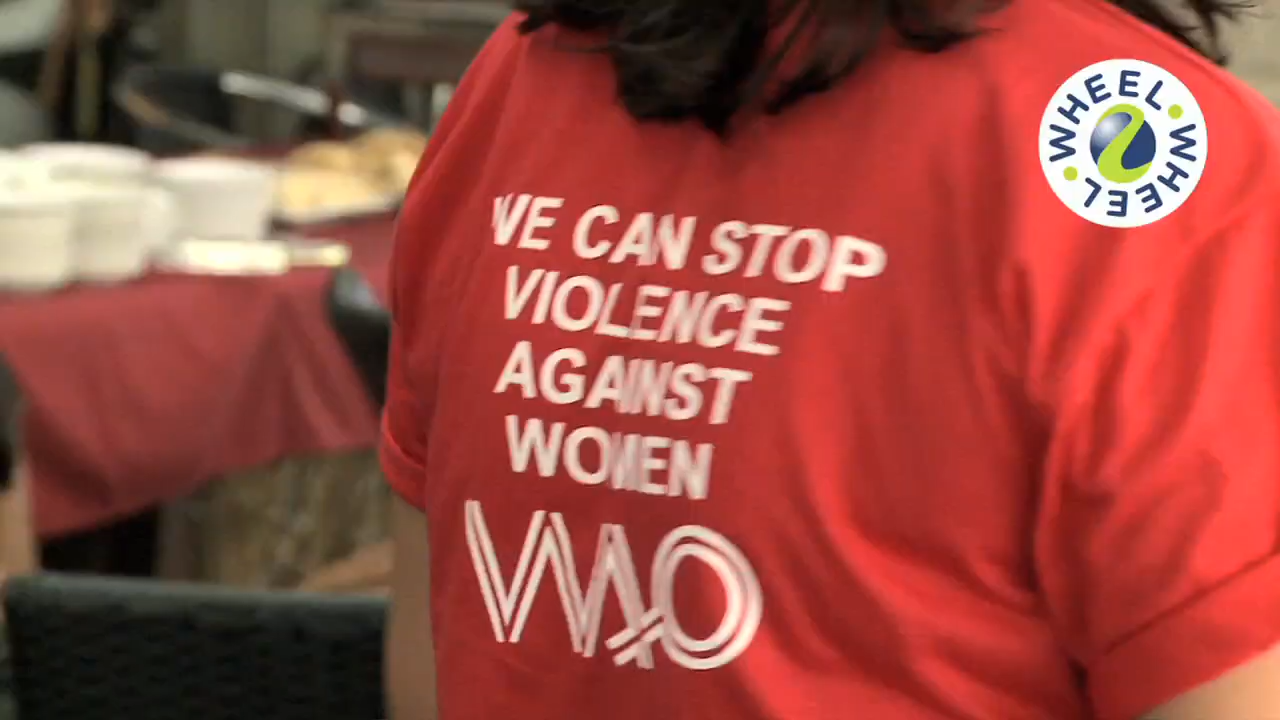 WE CAN STOP
VIOLENCE
AGAINST
WOMEN
WAO
WHEEL • WHEEL •